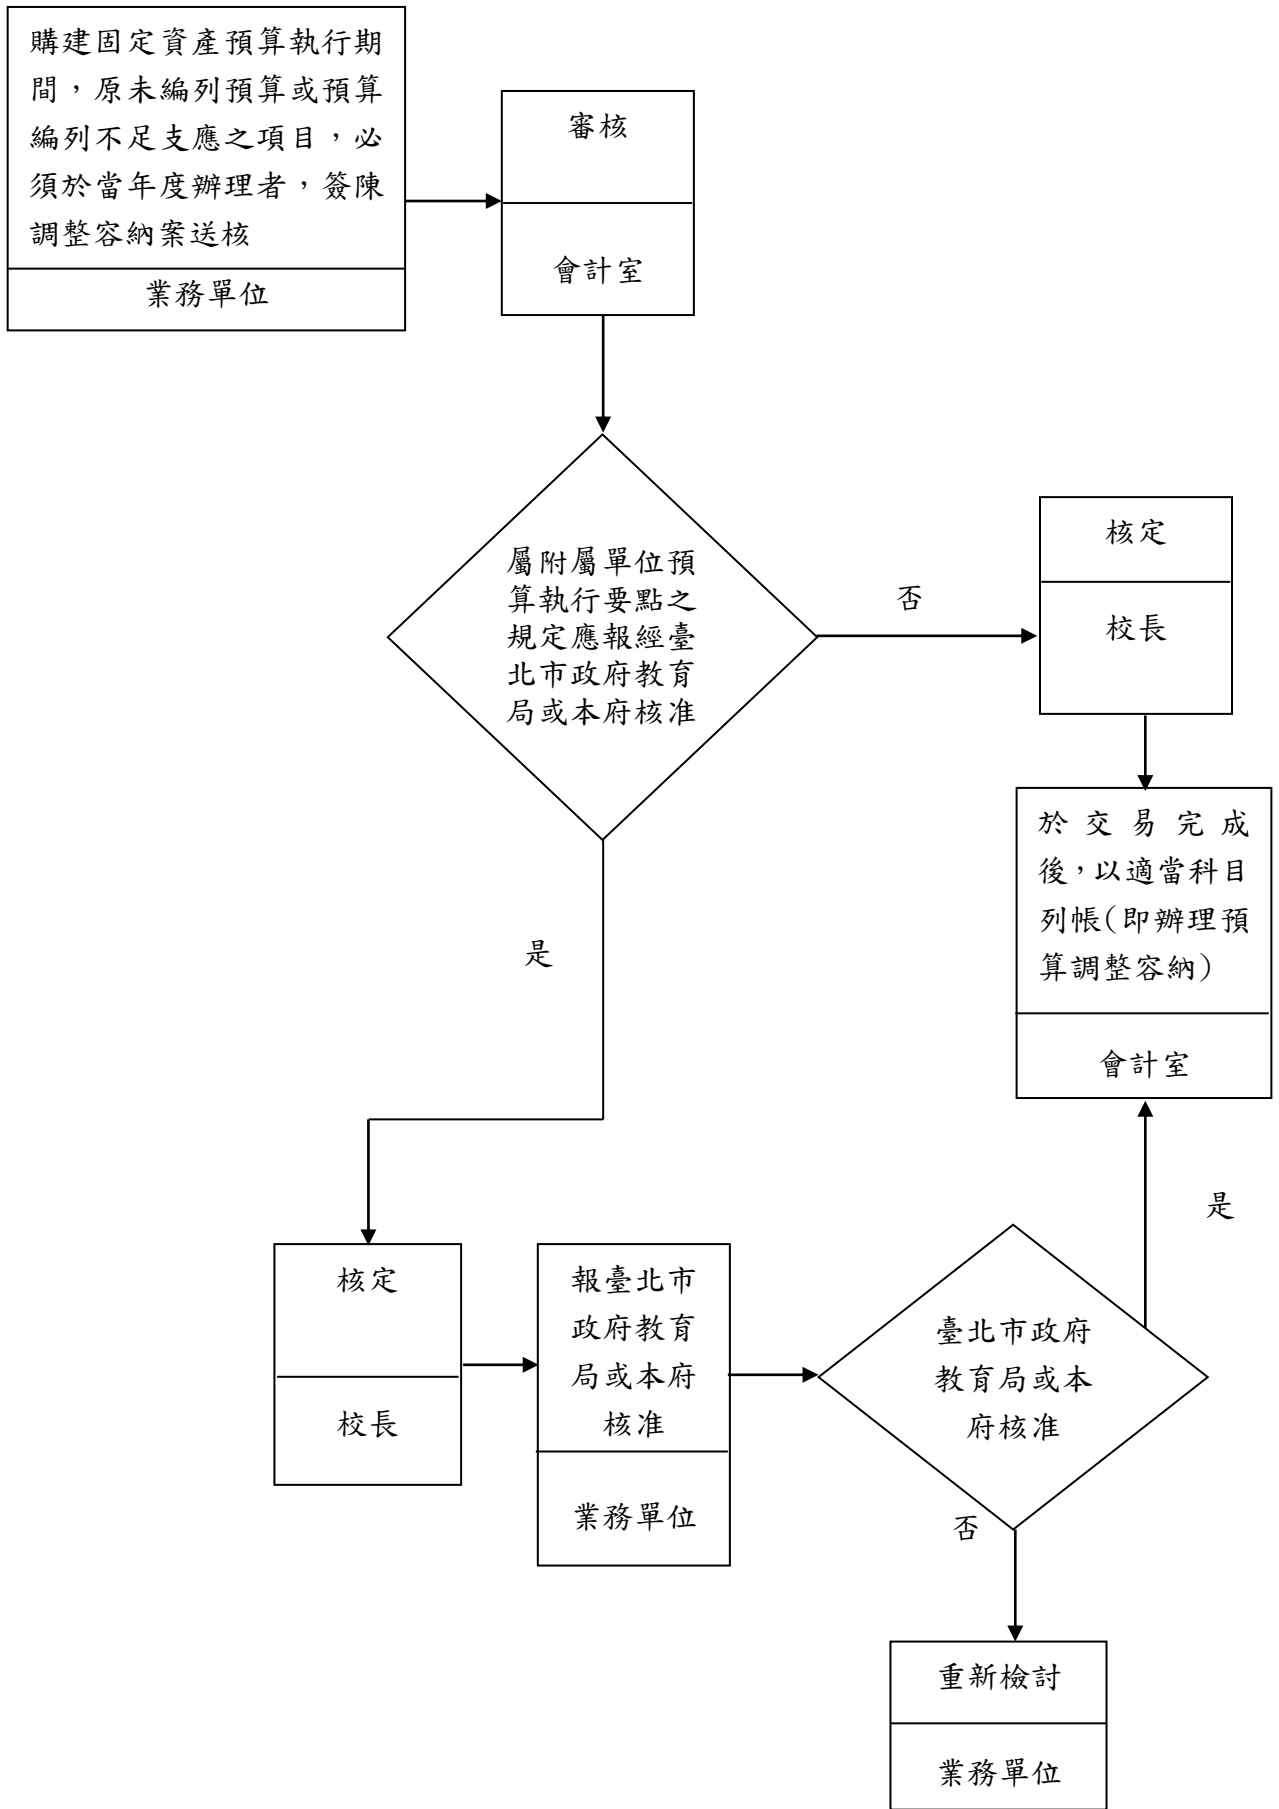 購建固定資產預算執行期
間，原未編列預算或預算
編列不足支應之項目，必
須於當年度辦理者，簽陳
調整容納案送核
業務單位
審核
會計室
屬附屬單位預
算執行要點之
規定應報經臺
北市政府教育
局或本府核准
否
核定
校長
於交易完成
後，以適當科目
列帳(即辦理預
算調整容納)
會計室
是
核定
校長
報臺北市
政府教育
局或本府
核准
業務單位
臺北市政府
教育局或本
府核准
是
否
重新檢討
業務單位